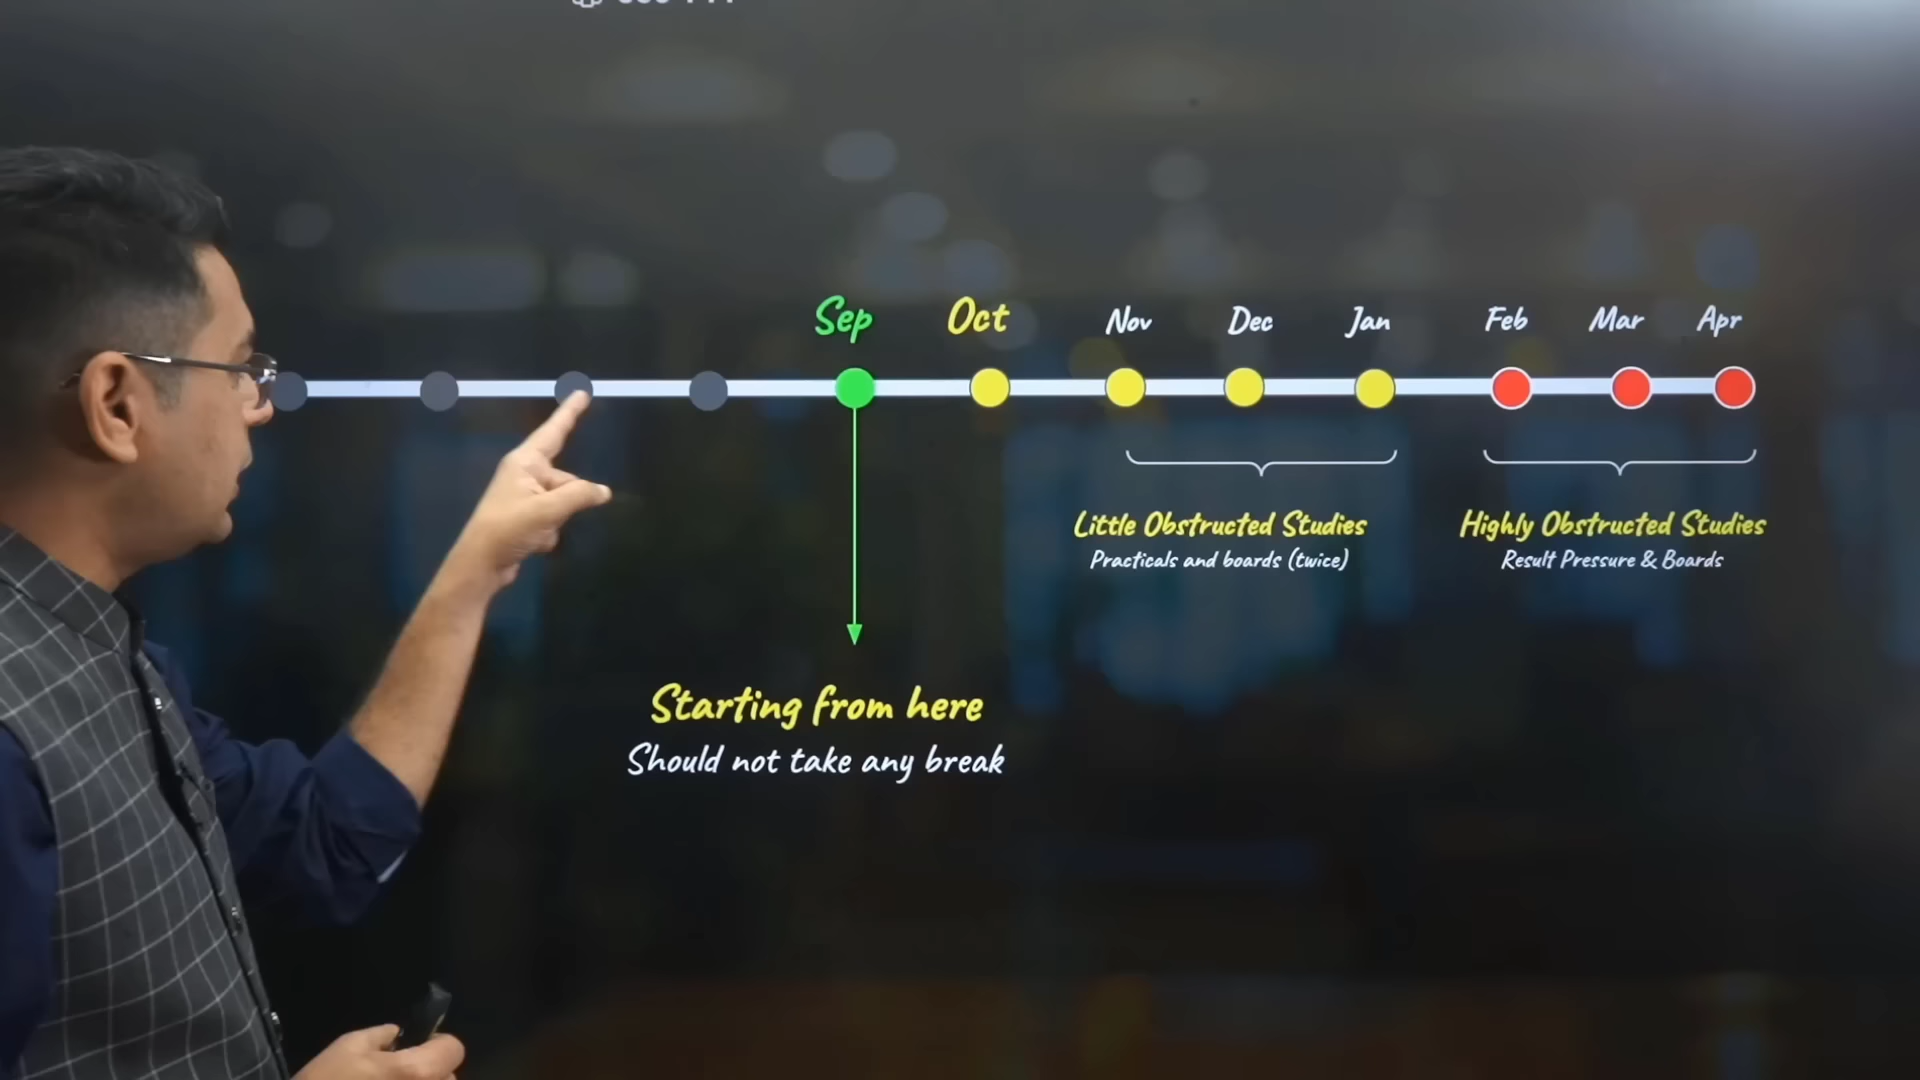 Sep Oct Nov Dec Jan Feb Mar Apr
Little Obstructed Studies
Practicals and boards (twice)
Highly Obstructed Studies
Result Pressure & Boards
Starting from here
Should not take any break